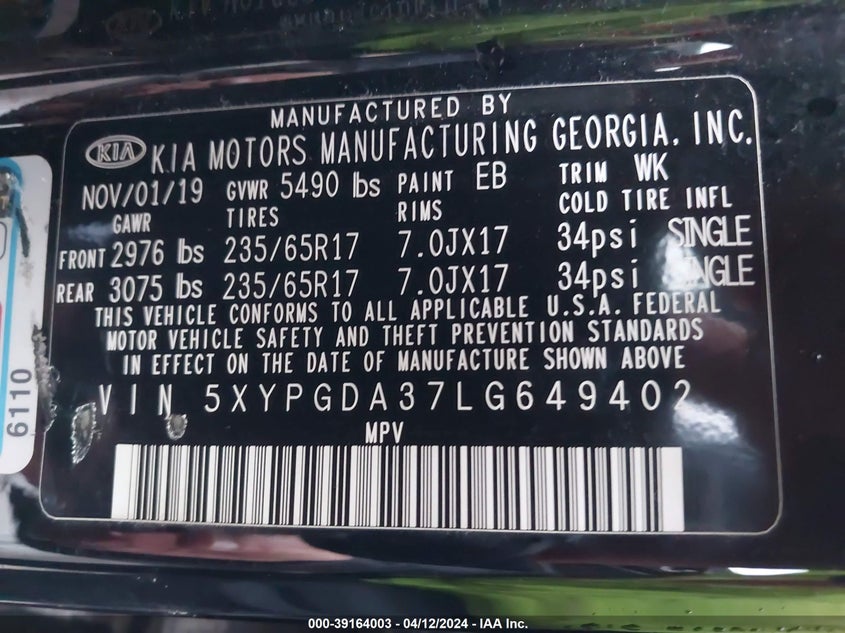 MANUFACTURED BY
KIA KIA MOTORS MANUFACTURING GEORGIA, INC.
NOV/01/19 GVWR 5490 lbs PAINT EB TRIM WK
GAWR TIRES RIMS COLD TIRE INFL
FRONT 2976 lbs 235/65R17 7.0JX17 34psi SINGLE
REAR 3075 lbs 235/65R17 7.0JX17 34psi SINGLE
THIS VEHICLE CONFORMS TO ALL APPLICABLE U.S.A. FEDERAL
MOTOR VEHICLE SAFETY AND THEFT PREVENTION STANDARDS
IN EFFECT ON THE DATE OF MANUFACTURE SHOWN ABOVE
VIN 5XYPGDA37LG649402
MPV
6110
000-39164003 - 04/12/2024 - IAA Inc.